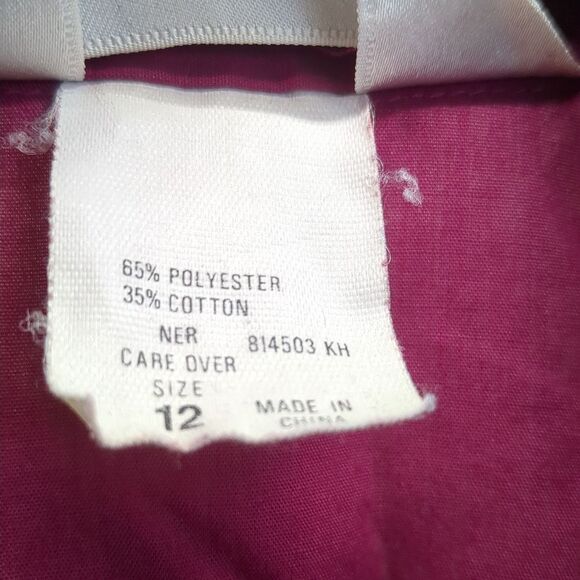 65% POLYESTER
35% COTTON
NER 814503 KH
CARE OVER
SIZE
12 MADE IN
CHINA